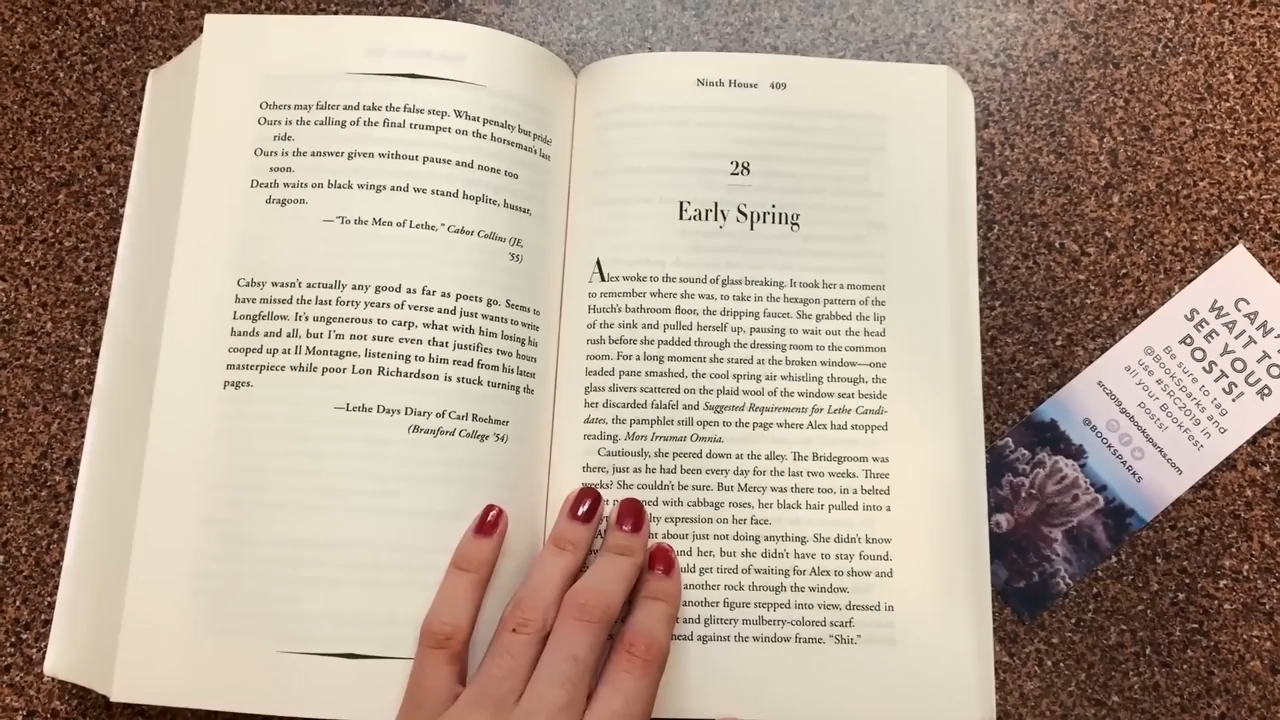 Others may falter and take the false step. What penalty but pride?
Ours is the calling of the final trumpet on the horseman's last
ride.
Ours is the answer given without pause and none too
soon.
Death waits on black wings and we stand hoplite, hussar,
dragoon.
—"To the Men of Lethe," Cabot Collins (JE,
'55)
Cabsy wasn't actually any good as far as poets go. Seems to
have missed the last forty years of verse and just wants to write
Longfellow. It's ungenerous to carp, what with him losing his
hands and all, but I'm not sure even that justifies two hours
cooped up at Il Montagne, listening to him read from his latest
masterpiece while poor Lon Richardson is stuck turning the
pages.
—Lethe Days Diary of Carl Roehmer
(Branford College '54)
Ninth House 409
28
Early Spring
Alex woke to the sound of glass breaking. It took her a moment
to remember where she was, to take in the hexagon pattern of the
Hutch's bathroom floor, the dripping faucet. She grabbed the lip
of the sink and pulled herself up, pausing to wait out the head
rush before she padded through the dressing room to the common
room. For a long moment she stared at the broken window—one
leaded pane smashed, the cool spring air whistling through, the
glass slivers scattered on the plaid wool of the window seat beside
her discarded falafel and Suggested Requirements for Lethe Candi-
dates, the pamphlet still open to the page where Alex had stopped
reading. Mors Irrumat Omnia.
Cautiously, she peered down at the alley. The Bridegroom was
there, just as he had been every day for the last two weeks. Three
weeks? She couldn't be sure. But Mercy was there too, in a belted
with cabbage roses, her black hair pulled into a
expression on her face.
about just not doing anything. She didn't know
her, but she didn't have to stay found.
get tired of waiting for Alex to show and
another rock through the window.
another figure stepped into view, dressed in
and glittery mulberry-colored scarf.
against the window frame. "Shit."
CAN'T
WAIT TO
SEE YOUR
POSTS!
Be sure to tag
@BookSparks and
use #SRC2019 in
all your BookFest
posts!
src2019.gobooksparks.com
@BOOKSPARKS